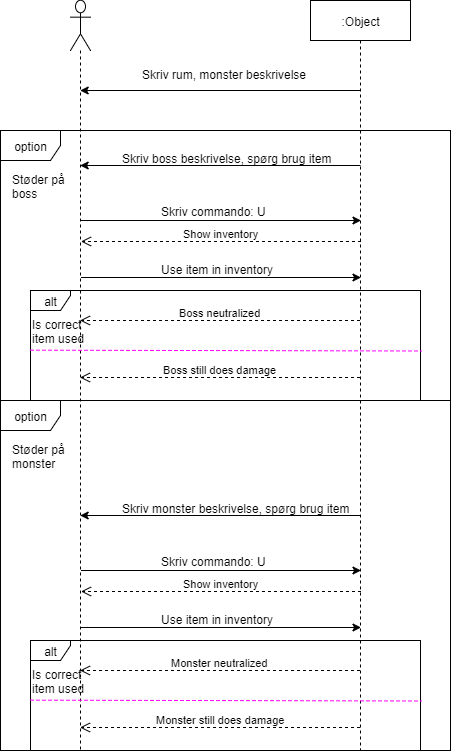 :Object
Skriv rum, monster beskrivelse
option
Skriv boss beskrivelse, spørg brug item
Støder på
boss
Skriv commando: U
Show inventory
Use item in inventory
alt
Boss neutralized
Is correct
item used
Boss still does damage
option
Støder på
monster
Skriv monster beskrivelse, spørg brug item
Skriv commando: U
Show inventory
Use item in inventory
alt
Monster neutralized
Is correct
item used
Monster still does damage